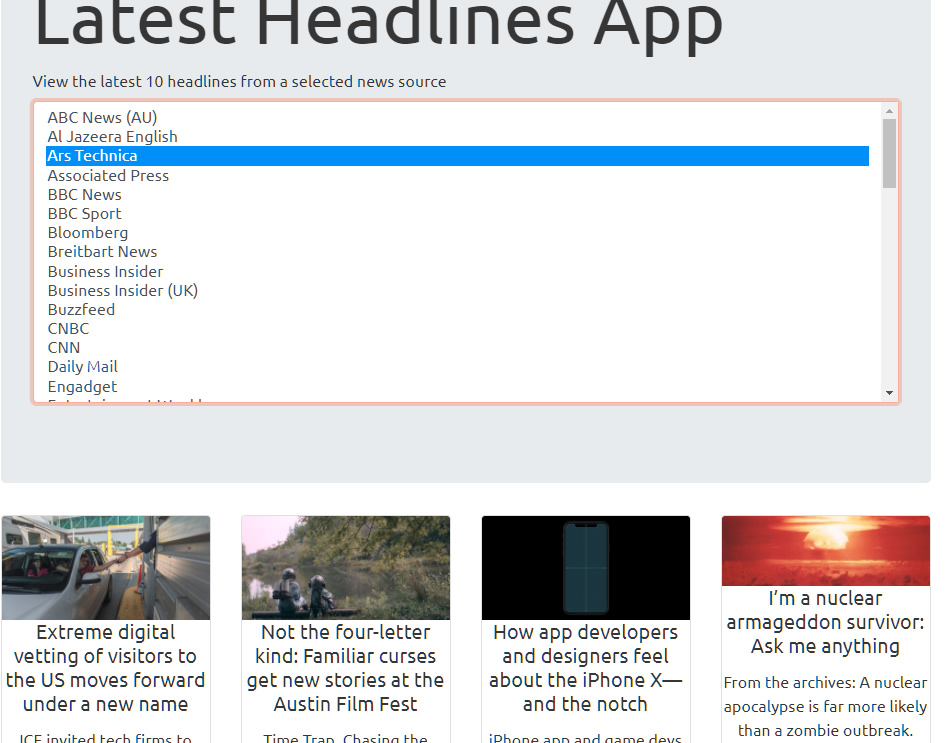 Latest Headlines App
View the latest 10 headlines from a selected news source
ABC News (AU)
Al Jazeera English
Ars Technica
Associated Press
BBC News
BBC Sport
Bloomberg
Breitbart News
Business Insider
Business Insider (UK)
Buzzfeed
CNBC
CNN
Daily Mail
Engadget
Extreme digital
vetting of visitors to
the US moves forward
under a new name
ICE invited tech firms to
Not the four-letter
kind: Familiar curses
get new stories at the
Austin Film Fest
Time Trap, Chasing the
How app developers
and designers feel
about the iPhone X—
and the notch
iPhone app and game devs
I’m a nuclear
armageddon survivor:
Ask me anything
From the archives: A nuclear
apocalypse is far more likely
than a zombie outbreak.